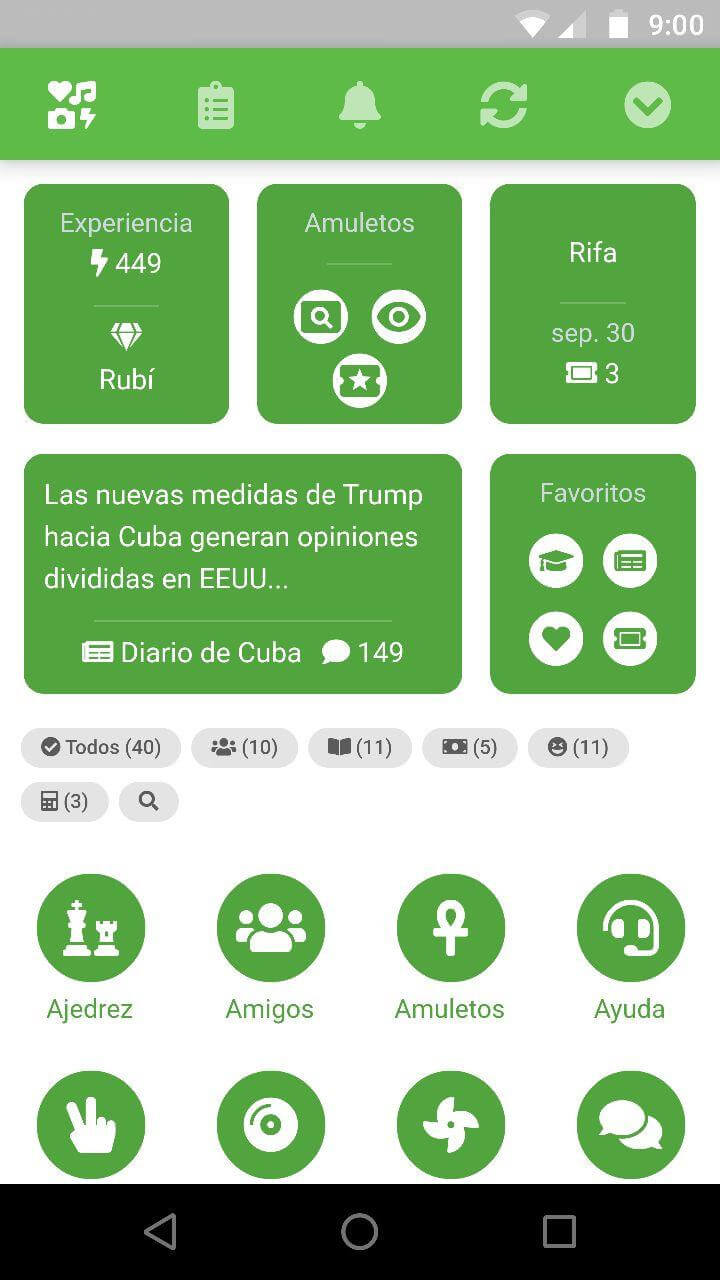 9:00
Experiencia
449
Rubí
Amuletos
Rifa
sep. 30
3
Las nuevas medidas de Trump
hacia Cuba generan opiniones
divididas en EEUU...
Diario de Cuba 149
Favoritos
Todos (40) (10) (11) (5) (11)
(3)
Ajedrez Amigos Amuletos Ayuda